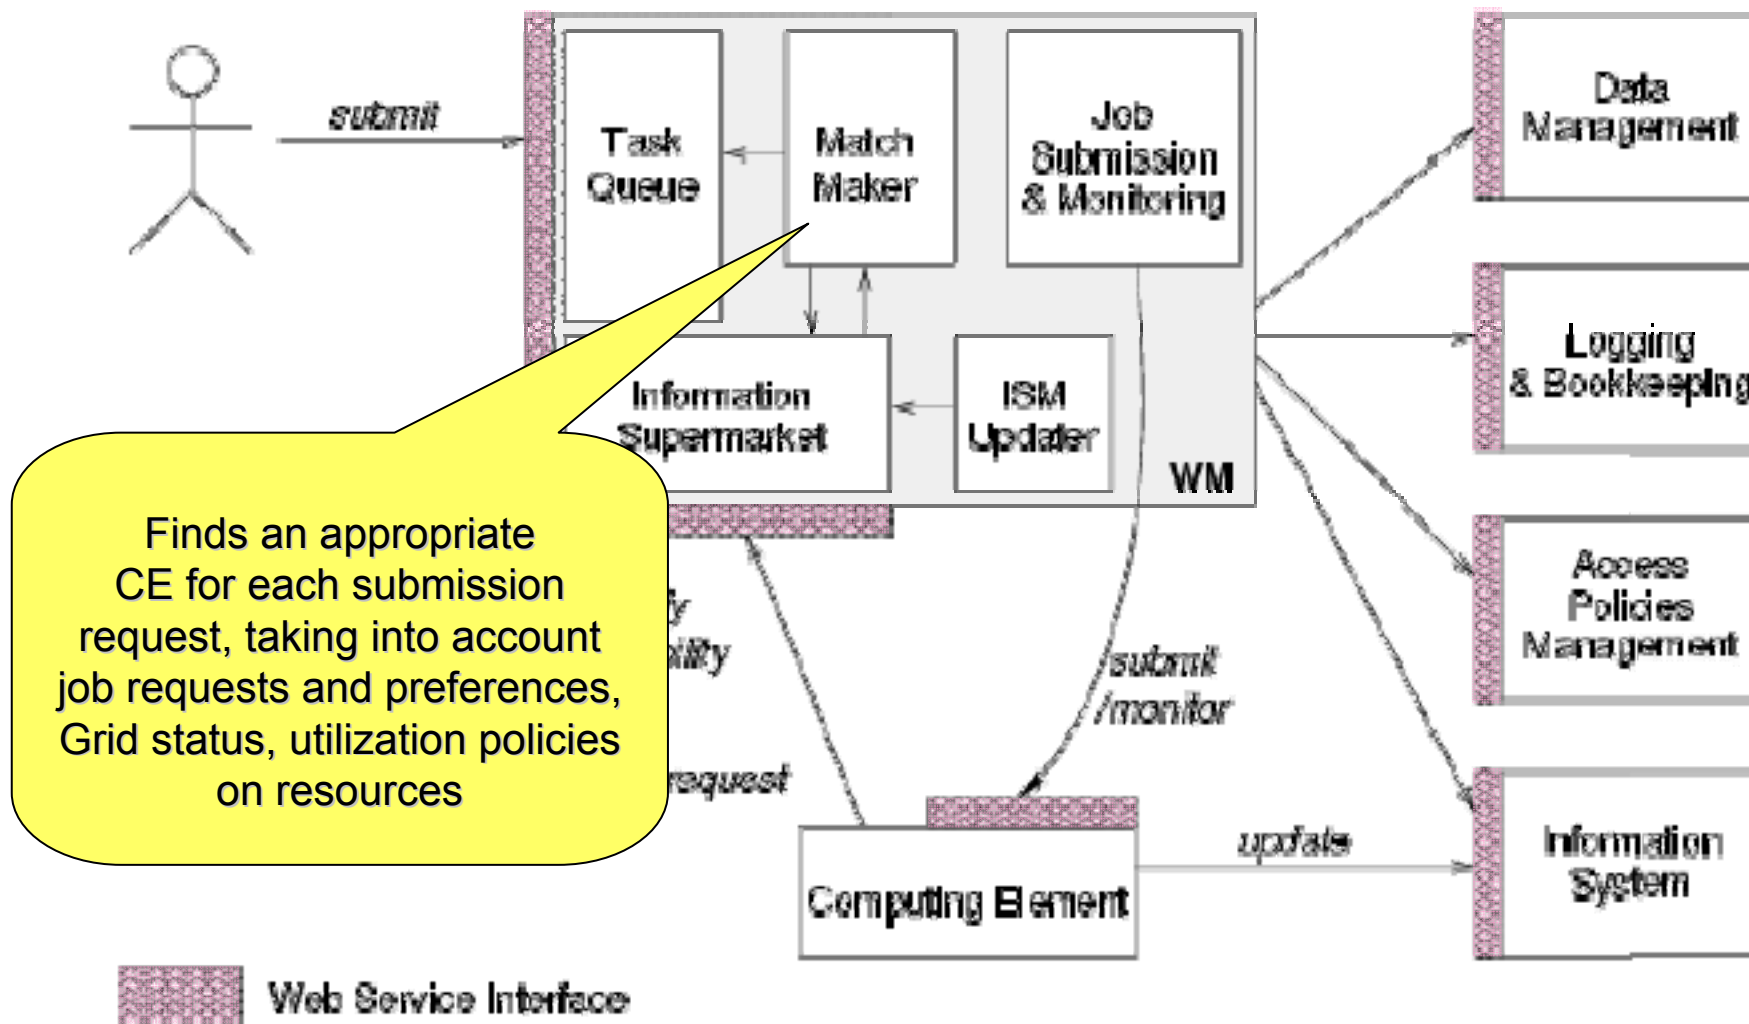 submit
Task
Queue
Match
Maker
Job
Submission
& Monitoring
Data
Management
Information
Supermarket
ISM
Updater
WM
Logging
& Bookkeeping
Finds an appropriate
CE for each submission
request, taking into account
job requests and preferences,
Grid status, utilization policies
on resources
submit
/monitor
request
Access
Policies
Management
Computing Element
update
Information
System
Web Service Interface